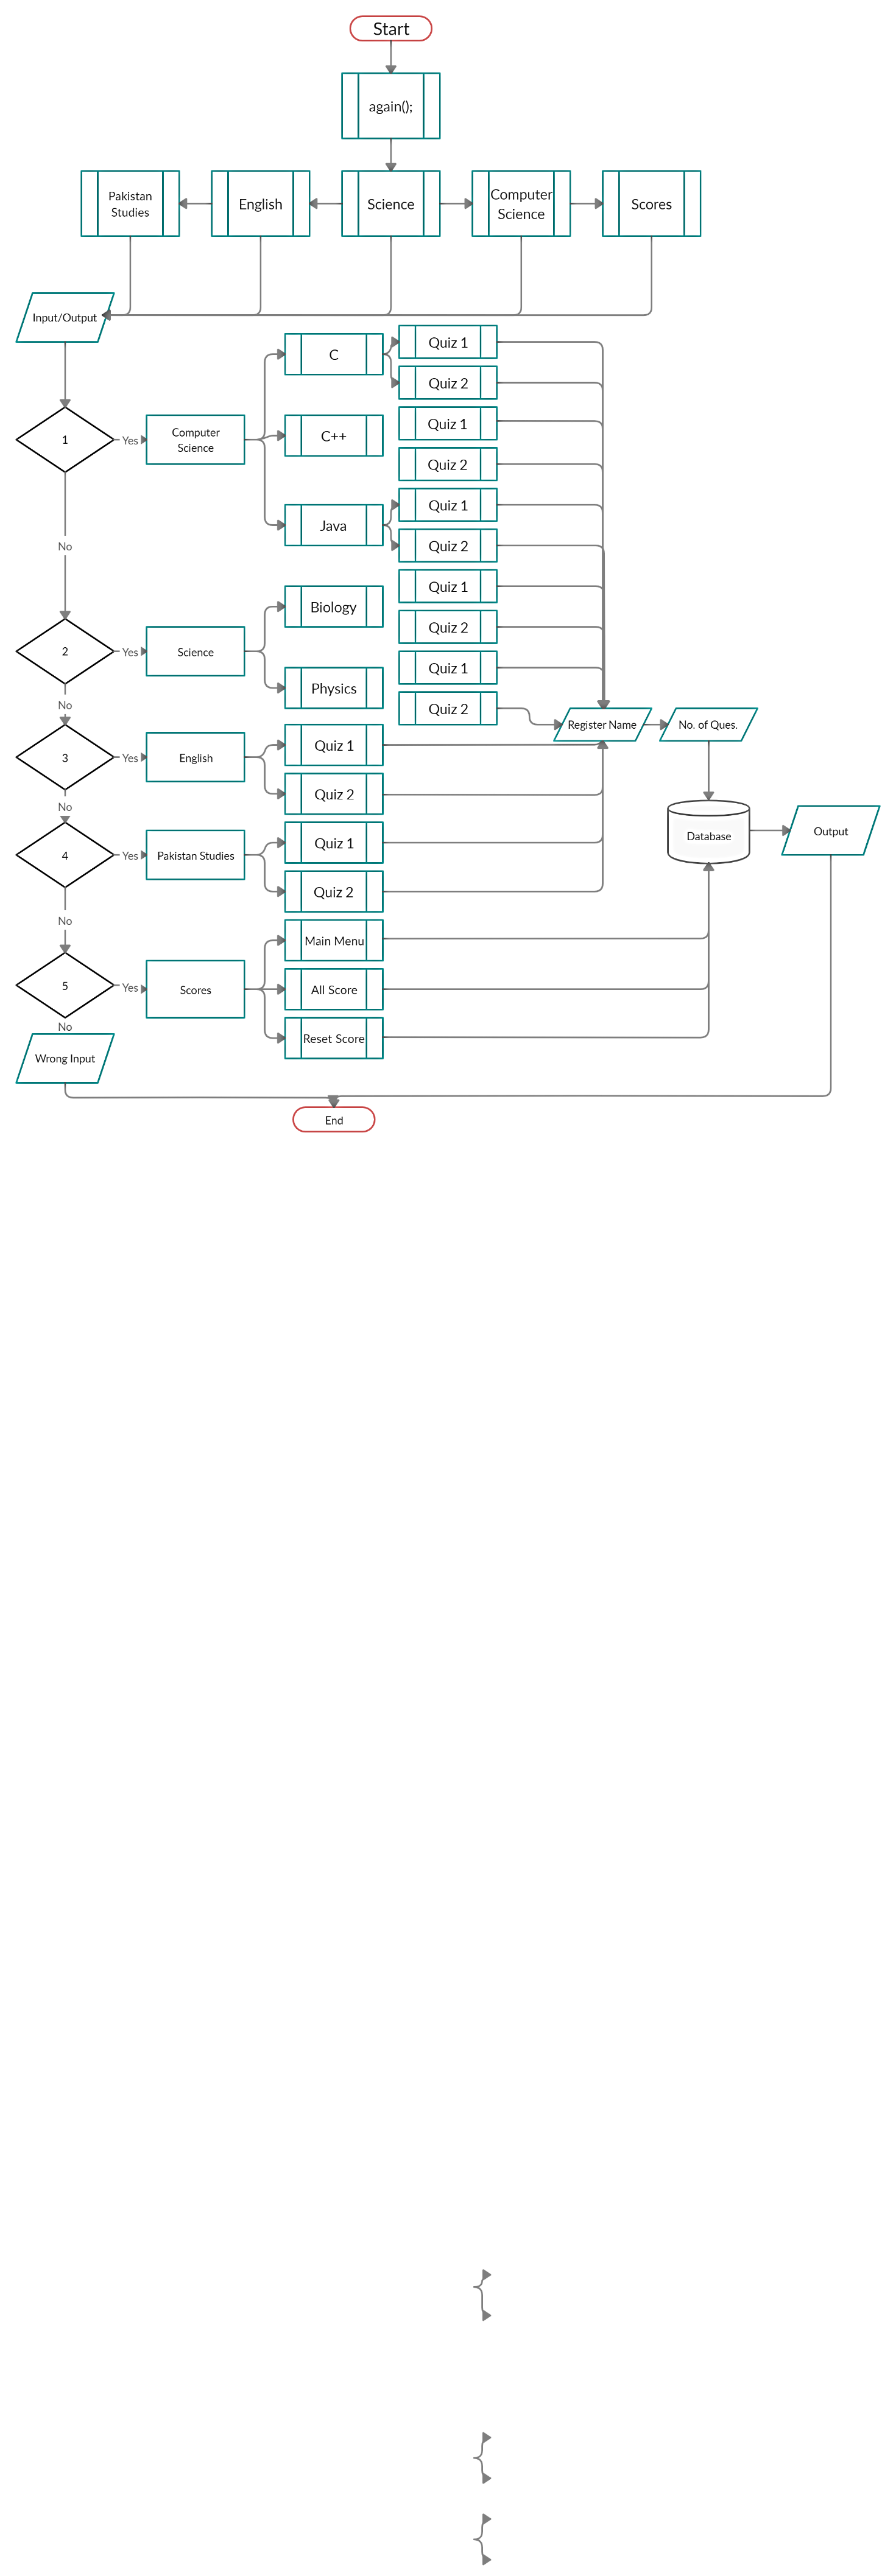 Start
again();
Pakistan
Studies
English
Science
Computer
Science
Scores
Input/Output
C
Quiz 1
Quiz 2
1
Yes
Computer
Science
C++
Quiz 1
Quiz 2
Java
Quiz 1
Quiz 2
No
Biology
Quiz 1
Quiz 2
2
Yes
Science
Physics
Quiz 1
Quiz 2
No
Register Name
No. of Ques.
3
Yes
English
Quiz 1
Quiz 2
No
4
Yes
Pakistan Studies
Quiz 1
Quiz 2
Database
Output
No
Main Menu
5
Yes
Scores
All Score
Reset Score
No
Wrong Input
End